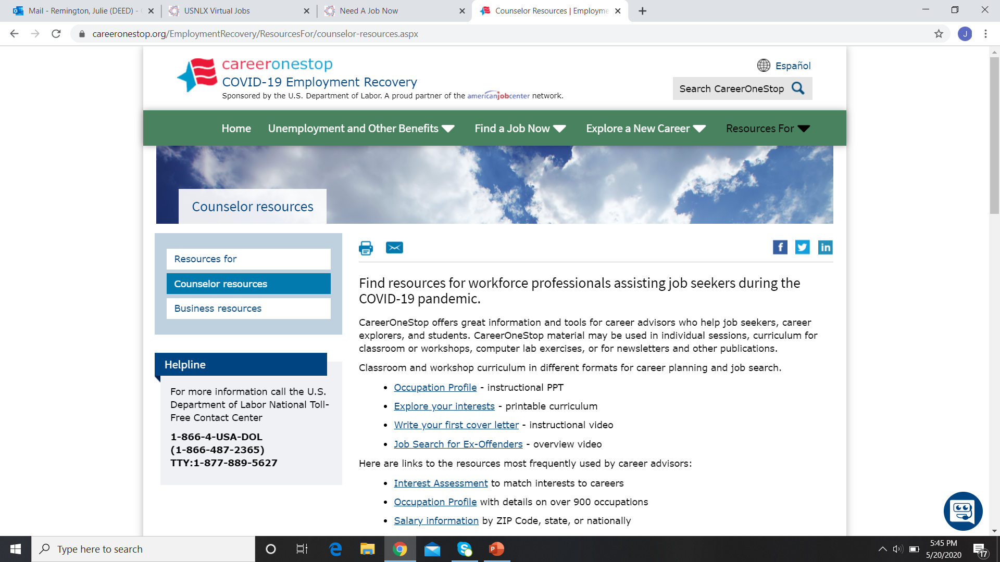 Mail - Remington, Julie (DEED) -
USNLX Virtual Jobs
Need A Job Now
Counselor Resources | Employme
careeronestop.org/EmploymentRecovery/ResourcesFor/counselor-resources.aspx
J
careeronestop
COVID-19 Employment Recovery
Sponsored by the U.S. Department of Labor. A proud partner of the americanjobcenter network.
Español
Search CareerOneStop
Home
Unemployment and Other Benefits
Find a Job Now
Explore a New Career
Resources For
Counselor resources
Resources for
Counselor resources
Business resources
Helpline
For more information call the U.S.
Department of Labor National Toll-
Free Contact Center
1-866-4-USA-DOL
(1-866-487-2365)
TTY:1-877-889-5627
f
in
Find resources for workforce professionals assisting job seekers during the
COVID-19 pandemic.
CareerOneStop offers great information and tools for career advisors who help job seekers, career
explorers, and students. CareerOneStop material may be used in individual sessions, curriculum for
classroom or workshops, computer lab exercises, or for newsletters and other publications.
Classroom and workshop curriculum in different formats for career planning and job search.
• Occupation Profile - instructional PPT
• Explore your interests - printable curriculum
• Write your first cover letter - instructional video
• Job Search for Ex-Offenders - overview video
Here are links to the resources most frequently used by career advisors:
• Interest Assessment to match interests to careers
• Occupation Profile with details on over 900 occupations
• Salary information by ZIP Code, state, or nationally
Type here to search
5:45 PM
5/20/2020
17